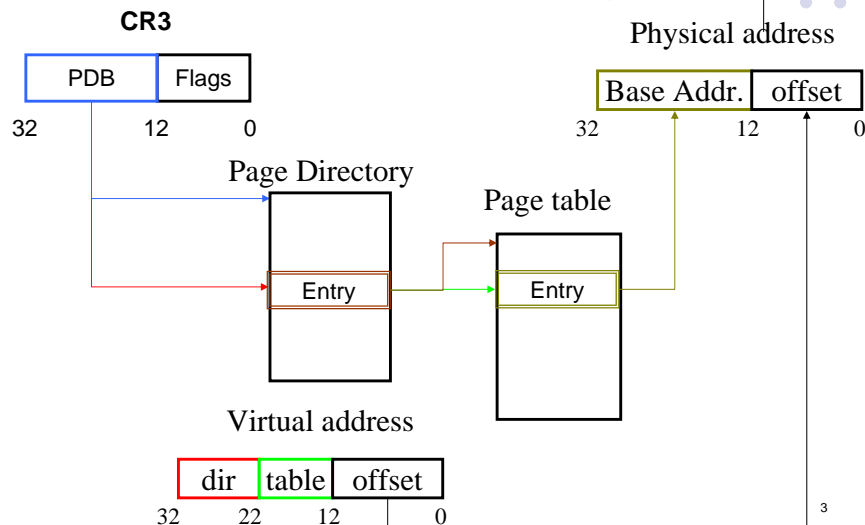 CR3
Physical address
PDB Flags
Base Addr. offset
32 12 0
32 12 0
Page Directory
Page table
Entry
Entry
Virtual address
dir table offset
32 22 12 0
3